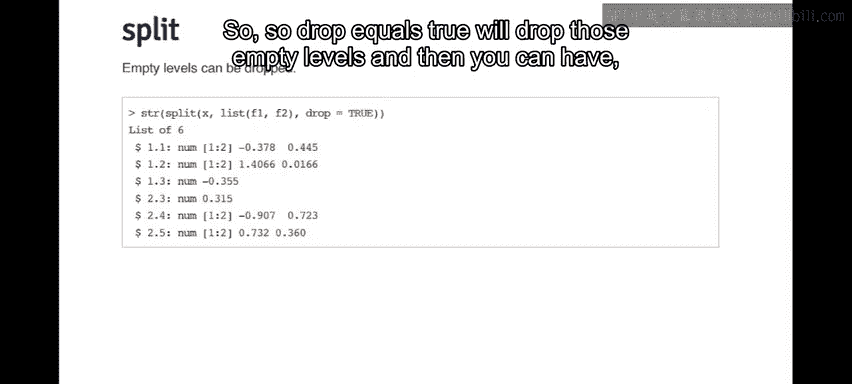 split
So, so drop equals true will drop those
empty levels and then you can have,
Empty levels can be dropped.
> str(split(x, list(f1, f2), drop = TRUE))
List of 6
$ 1.1: num [1:2] -0.378 0.445
$ 1.2: num [1:2] 1.4066 0.0166
$ 1.3: num -0.355
$ 2.3: num 0.315
$ 2.4: num [1:2] -0.907 0.723
$ 2.5: num [1:2] 0.732 0.360